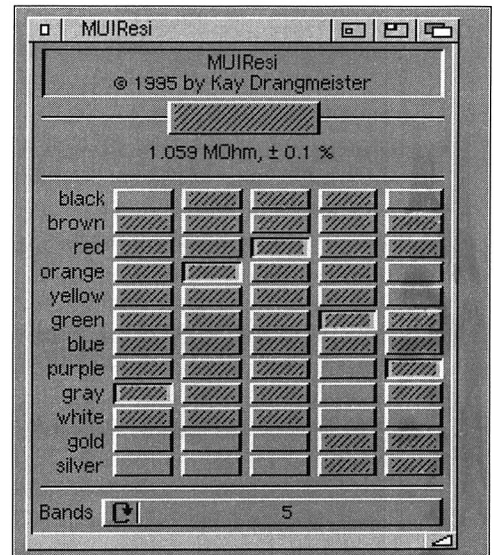 MUIResi
MUIResi
© 1995 by Kay Drangmeister
1.059 MOhm, ± 0.1 %
black
brown
red
orange
yellow
green
blue
purple
gray
white
gold
silver
Bands 5